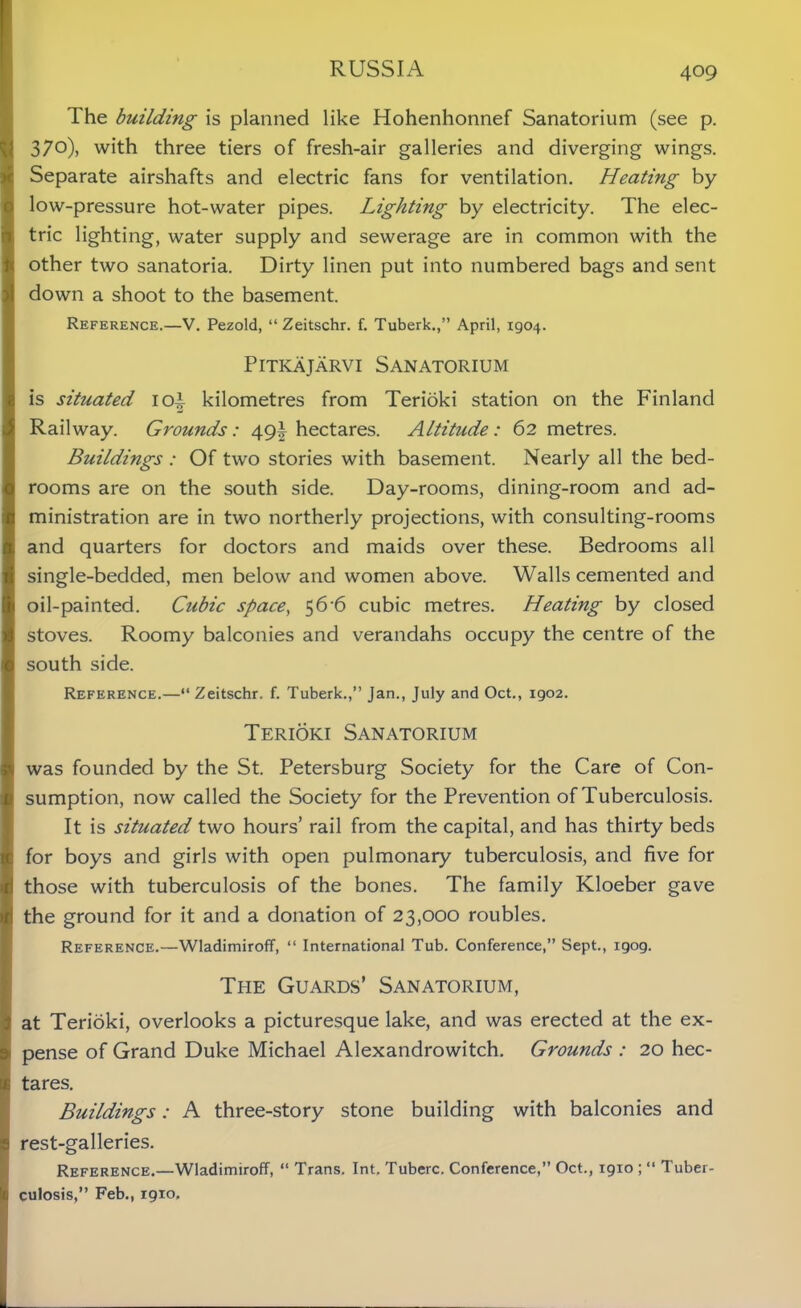 RUSSIA 409
The building is planned like Hohenhonnef Sanatorium (see p.
370), with three tiers of fresh-air galleries and diverging wings.
Separate airshafts and electric fans for ventilation. Heating by
low-pressure hot-water pipes. Lighting by electricity. The elec-
tric lighting, water supply and sewerage are in common with the
other two sanatoria. Dirty linen put into numbered bags and sent
down a shoot to the basement.
REFERENCE.—V. Pezold, “ Zeitschr. f. Tuberk.,” April, 1904.
PITKÄJÄRVI SANATORIUM
is situated 10½ kilometres from Teriöki station on the Finland
Railway. Grounds : 49½ hectares. Altitude : 62 metres.
Buildings : Of two stories with basement. Nearly all the bed-
rooms are on the south side. Day-rooms, dining-room and ad-
ministration are in two northerly projections, with consulting-rooms
and quarters for doctors and maids over these. Bedrooms all
single-bedded, men below and women above. Walls cemented and
oil-painted. Cubic space, 56·6 cubic metres. Heating by closed
stoves. Roomy balconies and verandahs occupy the centre of the
south side.
REFERENCE.—“ Zeitschr. f. Tuberk.,” Jan., July and Oct., 1902.
TERIÖKI SANATORIUM
was founded by the St. Petersburg Society for the Care of Con-
sumption, now called the Society for the Prevention of Tuberculosis.
It is situated two hours’ rail from the capital, and has thirty beds
for boys and girls with open pulmonary tuberculosis, and five for
those with tuberculosis of the bones. The family Kloeber gave
the ground for it and a donation of 23,000 roubles.
REFERENCE.—Wladimiroff, “ International Tub. Conference,” Sept., 1909.
THE GUARDS’ SANATORIUM,
at Teriöki, overlooks a picturesque lake, and was erected at the ex-
pense of Grand Duke Michael Alexandrowitch. Grounds : 20 hec-
tares.
Buildings : A three-story stone building with balconies and
rest-galleries.
REFERENCE.—Wladimiroff, “ Trans. Int. Tuberc. Conference,” Oct., 1910 ; “ Tuber-
culosis,” Feb., 1910.